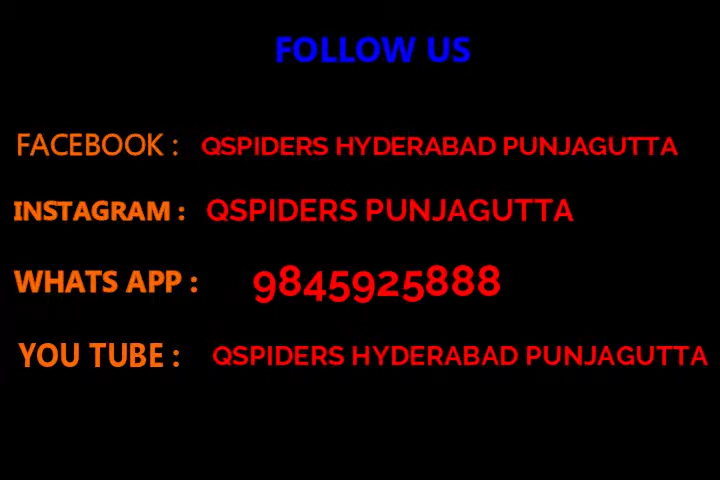 FOLLOW US
FACEBOOK : QSPIDERS HYDERABAD PUNJAGUTTA
INSTAGRAM : QSPIDERS PUNJAGUTTA
WHATS APP : 9845925888
YOU TUBE : QSPIDERS HYDERABAD PUNJAGUTTA